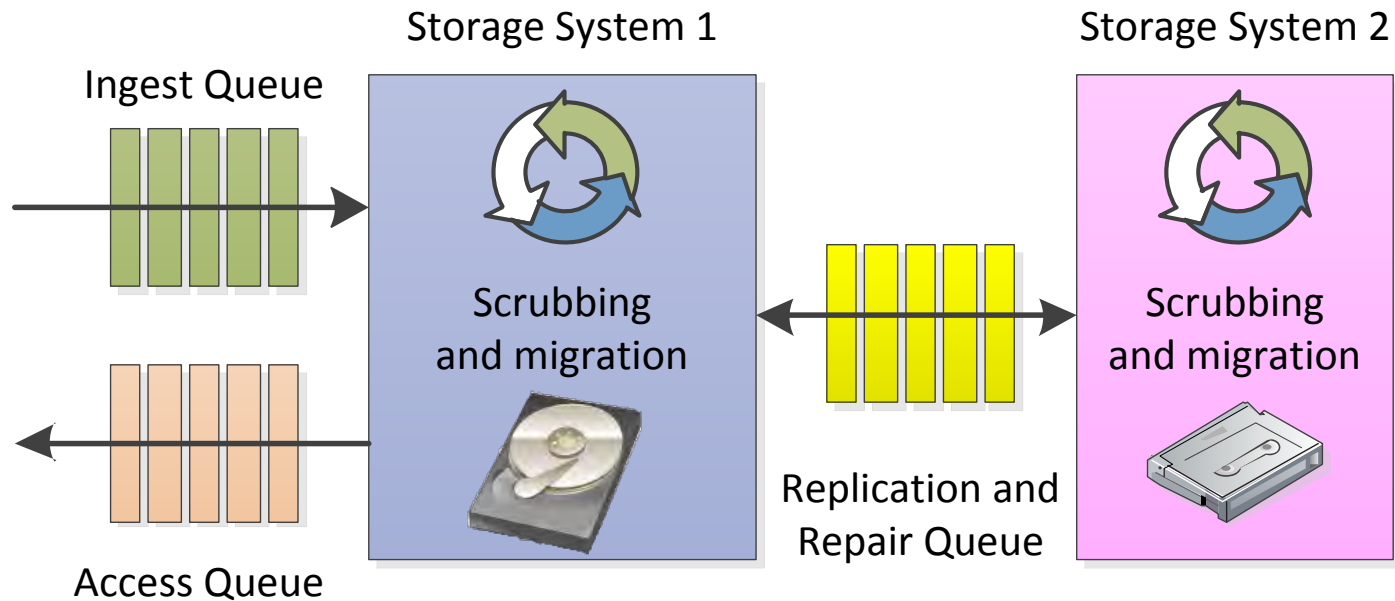 Storage System 1
Storage System 2
Ingest Queue
Scrubbing
and migration
Scrubbing
and migration
Replication and
Repair Queue
Access Queue